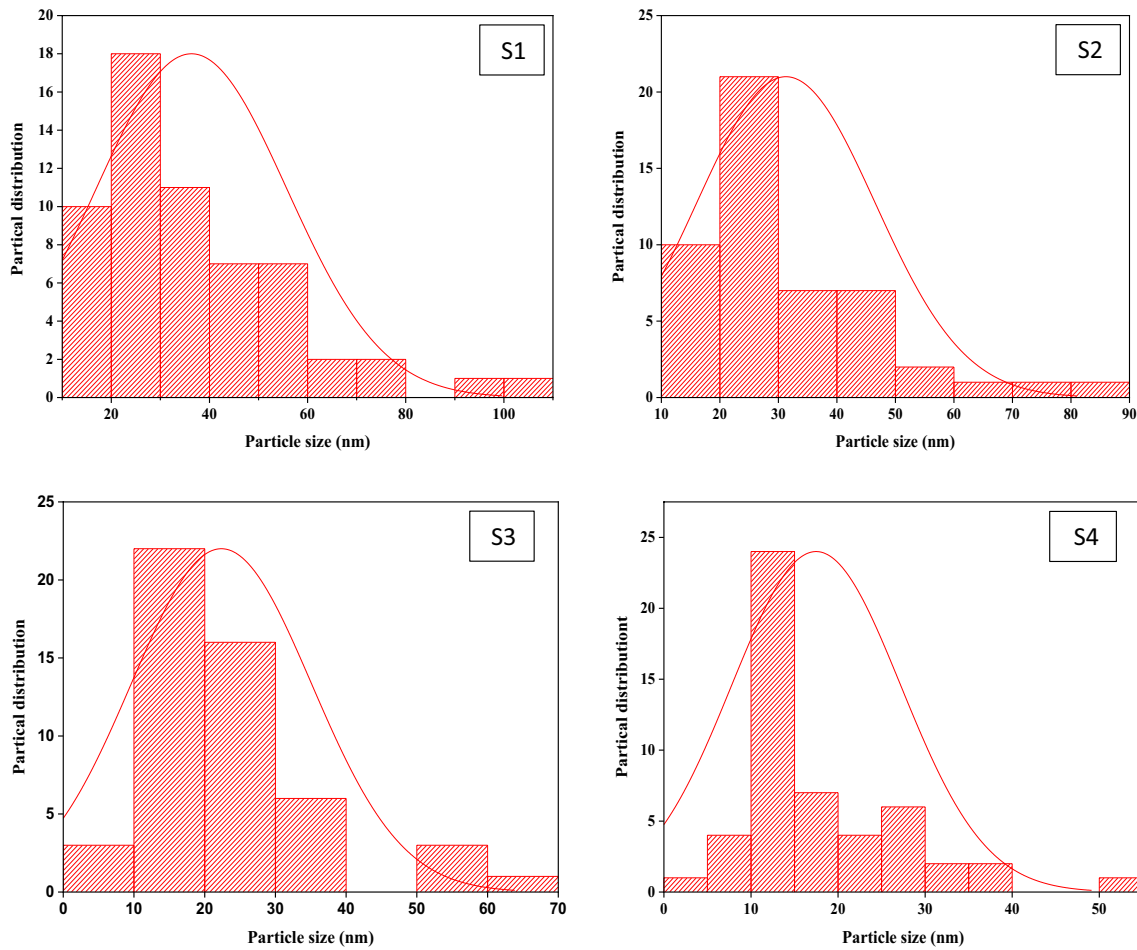 S1
Partical distribution
20
18
16
14
12
10
8
6
4
2
0
20 40 60 80 100
Particle size (nm)
S2
Partical distribution
25
20
15
10
5
0
10 20 30 40 50 60 70 80 90
Particle size (nm)
S3
Partical distribution
25
20
15
10
5
0
0 10 20 30 40 50 60 70
Particle size (nm)
S4
Partical distributiont
25
20
15
10
5
0
0 10 20 30 40 50
Particle size (nm)